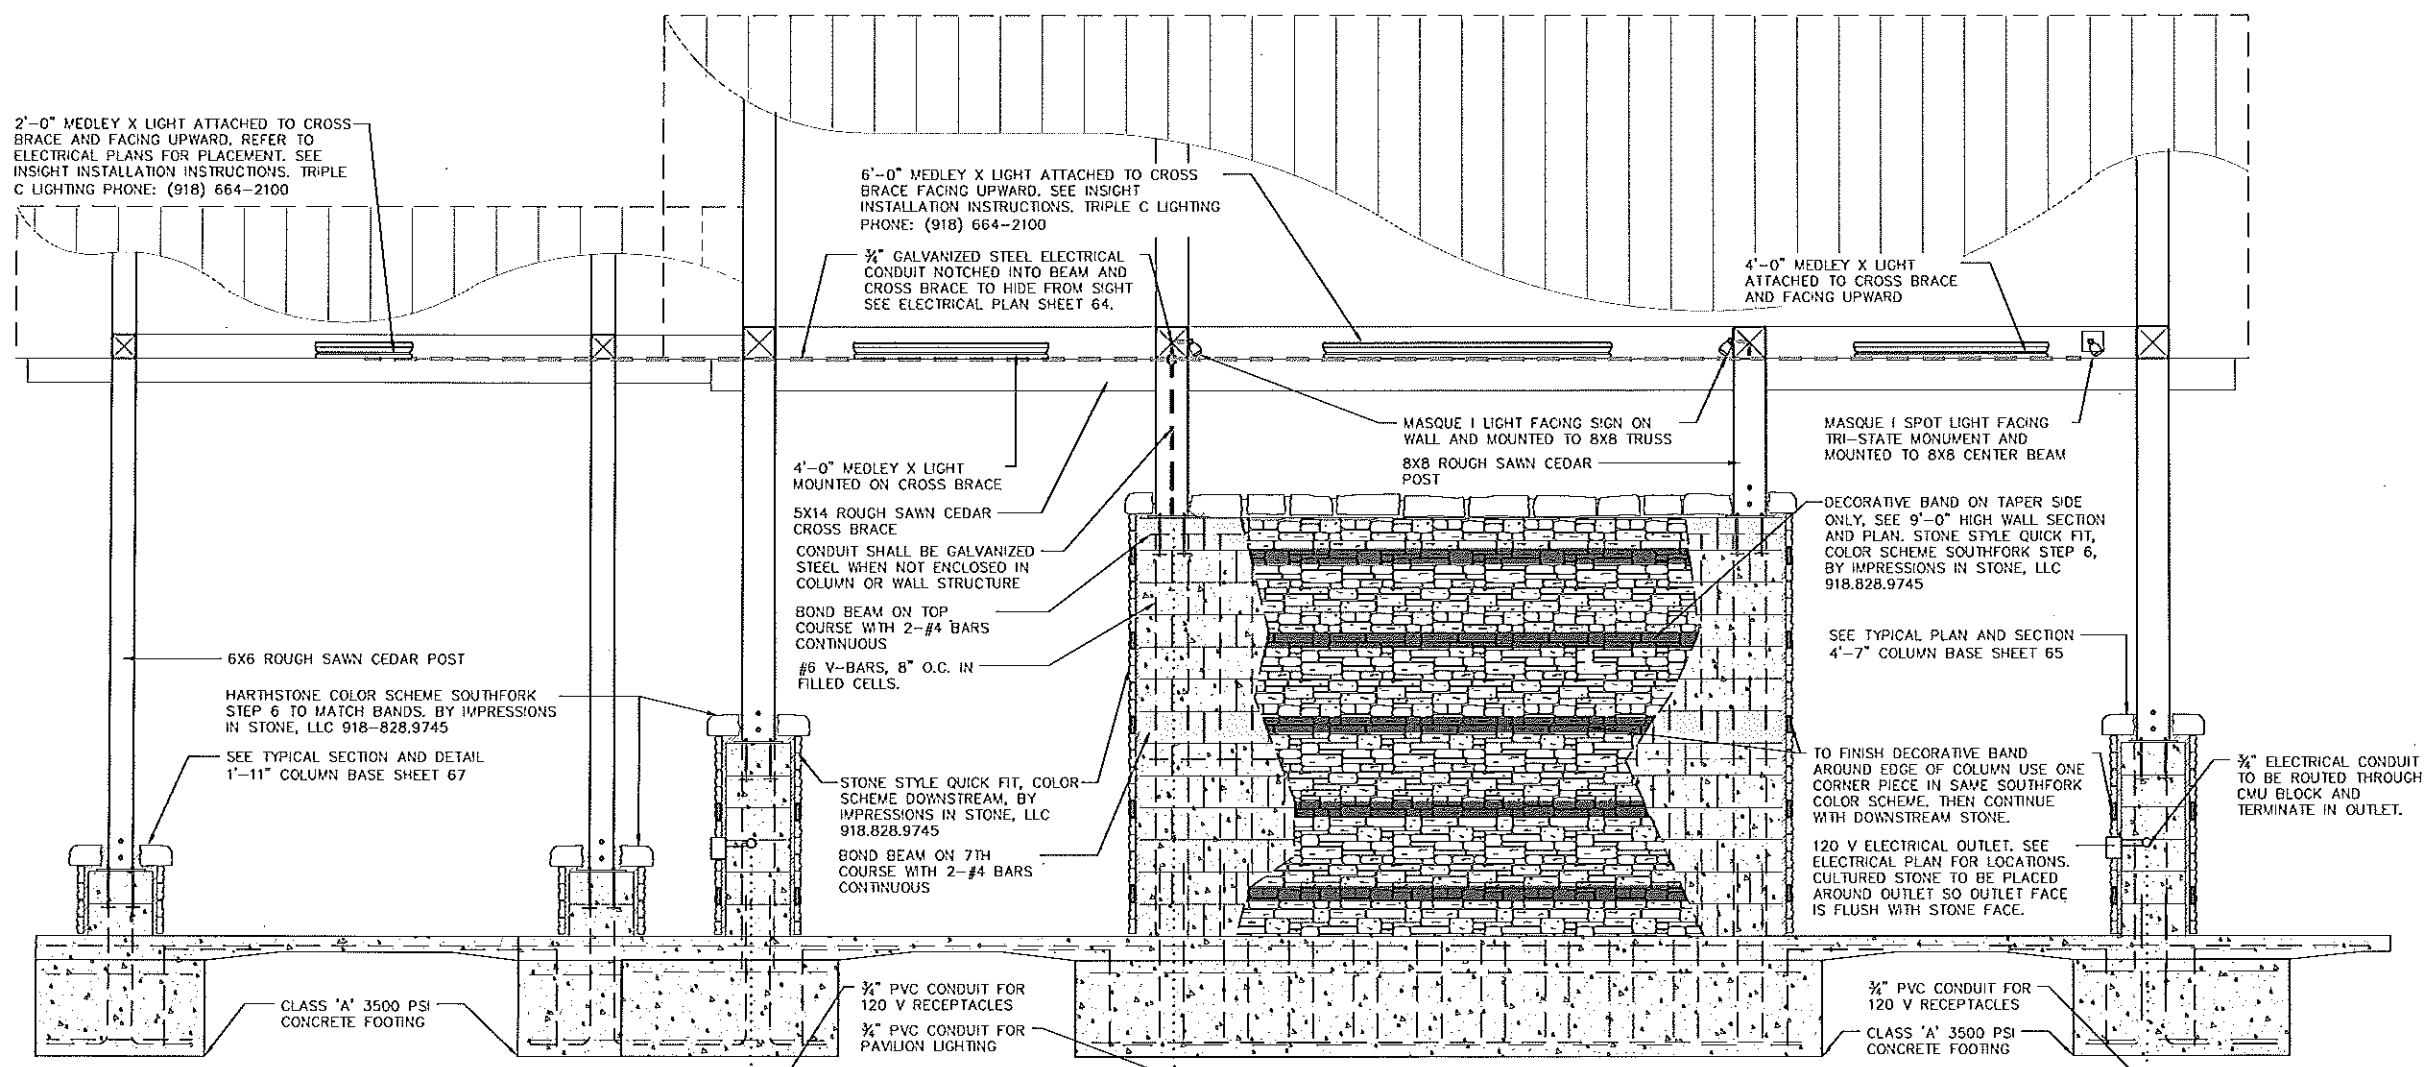 2'-0" MEDLEY X LIGHT ATTACHED TO CROSS
BRACE AND FACING UPWARD. REFER TO
ELECTRICAL PLANS FOR PLACEMENT. SEE
INSIGHT INSTALLATION INSTRUCTIONS. TRIPLE
C LIGHTING PHONE: (918) 664-2100
6'-0" MEDLEY X LIGHT ATTACHED TO CROSS
BRACE FACING UPWARD. SEE INSIGHT
INSTALLATION INSTRUCTIONS. TRIPLE C LIGHTING
PHONE: (918) 664-2100
¾" GALVANIZED STEEL ELECTRICAL
CONDUIT NOTCHED INTO BEAM AND
CROSS BRACE TO HIDE FROM SIGHT
SEE ELECTRICAL PLAN SHEET 64.
4'-0" MEDLEY X LIGHT
ATTACHED TO CROSS BRACE
AND FACING UPWARD
MASQUE I LIGHT FACING SIGN ON
WALL AND MOUNTED TO 8X8 TRUSS
8X8 ROUGH SAWN CEDAR
POST
MASQUE I SPOT LIGHT FACING
TRI-STATE MONUMENT AND
MOUNTED TO 8X8 CENTER BEAM
4'-0" MEDLEY X LIGHT
MOUNTED ON CROSS BRACE
5X14 ROUGH SAWN CEDAR
CROSS BRACE
CONDUIT SHALL BE GALVANIZED
STEEL WHEN NOT ENCLOSED IN
COLUMN OR WALL STRUCTURE
BOND BEAM ON TOP
COURSE WITH 2-#4 BARS
CONTINUOUS
#6 V-BARS, 8" O.C. IN
FILLED CELLS.
DECORATIVE BAND ON TAPER SIDE
ONLY, SEE 9'-0" HIGH WALL SECTION
AND PLAN. STONE STYLE QUICK FIT,
COLOR SCHEME SOUTHFORK STEP 6,
BY IMPRESSIONS IN STONE, LLC
918.828.9745
SEE TYPICAL PLAN AND SECTION
4'-7" COLUMN BASE SHEET 65
6X6 ROUGH SAWN CEDAR POST
HARTHSTONE COLOR SCHEME SOUTHFORK
STEP 6 TO MATCH BANDS. BY IMPRESSIONS
IN STONE, LLC 918-828.9745
SEE TYPICAL SECTION AND DETAIL
1'-11" COLUMN BASE SHEET 67
STONE STYLE QUICK FIT, COLOR
SCHEME DOWNSTREAM, BY
IMPRESSIONS IN STONE, LLC
918.828.9745
BOND BEAM ON 7TH
COURSE WITH 2-#4 BARS
CONTINUOUS
TO FINISH DECORATIVE BAND
AROUND EDGE OF COLUMN USE ONE
CORNER PIECE IN SAME SOUTHFORK
COLOR SCHEME. THEN CONTINUE
WITH DOWNSTREAM STONE.
120 V ELECTRICAL OUTLET. SEE
ELECTRICAL PLAN FOR LOCATIONS.
CULTURED STONE TO BE PLACED
AROUND OUTLET SO OUTLET FACE
IS FLUSH WITH STONE FACE.
¾" ELECTRICAL CONDUIT
TO BE ROUTED THROUGH
CMU BLOCK AND
TERMINATE IN OUTLET.
CLASS 'A' 3500 PSI
CONCRETE FOOTING
¾" PVC CONDUIT FOR
120 V RECEPTACLES
¾" PVC CONDUIT FOR
PAVILION LIGHTING
¾" PVC CONDUIT FOR
120 V RECEPTACLES
CLASS 'A' 3500 PSI
CONCRETE FOOTING